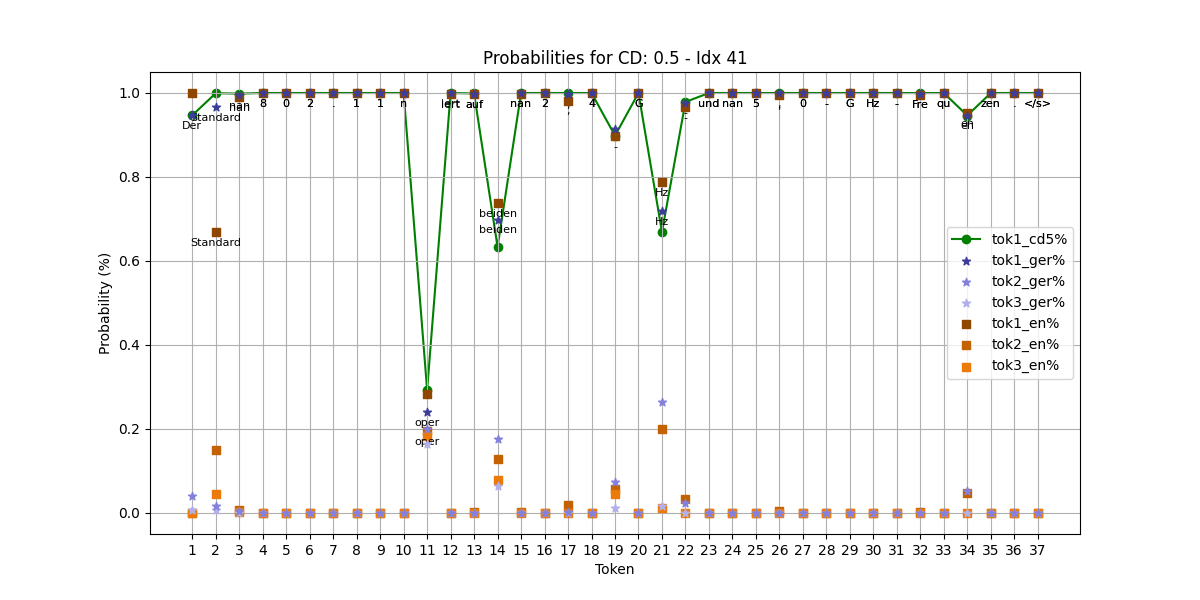 Probabilities for CD: 0.5 - Idx 41
Probability (%)
1.0
0.8
0.6
0.4
0.2
0.0
Der
Standard
Standard
nan
8
0
2
.
1
1
n
oper
oper
iert
auf
beiden
beiden
nan
2
,
4
-
G
Hz
Hz
-
und
nan
5
,
0
-
G
Hz
-
Fre
qu
en
zen
.
</s>
tok1_cd5%
tok1_ger%
tok2_ger%
tok3_ger%
tok1_en%
tok2_en%
tok3_en%
1 2 3 4 5 6 7 8 9 10 11 12 13 14 15 16 17 18 19 20 21 22 23 24 25 26 27 28 29 30 31 32 33 34 35 36 37
Token